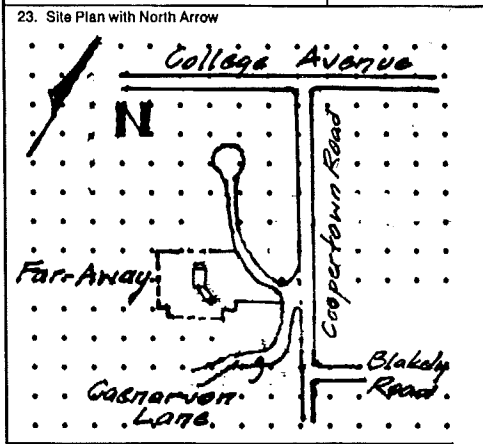 23. Site Plan with North Arrow
College Avenue
N
Coopertown Road
Far-Away
Blakely
Road
Caernarvon
Lane